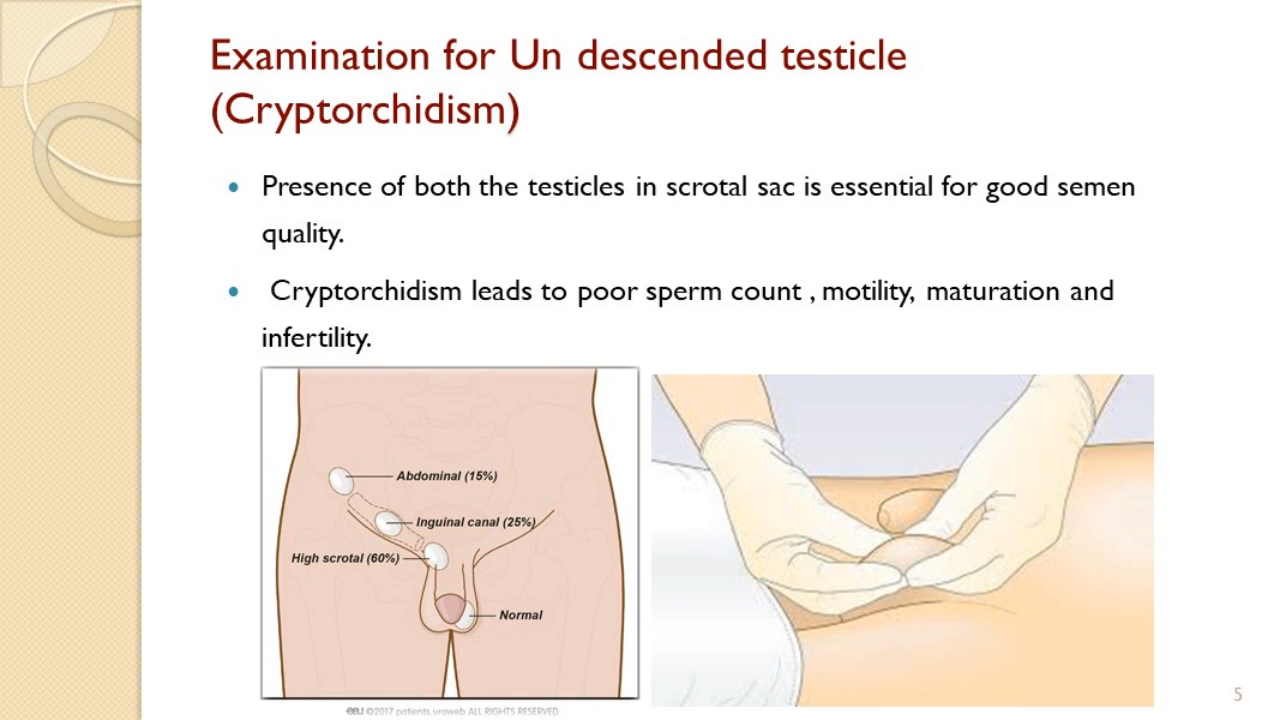 Examination for Un descended testicle
(Cryptorchidism)
• Presence of both the testicles in scrotal sac is essential for good semen
quality.
• Cryptorchidism leads to poor sperm count , motility, maturation and
infertility.
Abdominal (15%)
Inguinal canal (25%)
High scrotal (60%)
Normal
eau ©2017 patients.uroweb ALL RIGHTS RESERVED
5